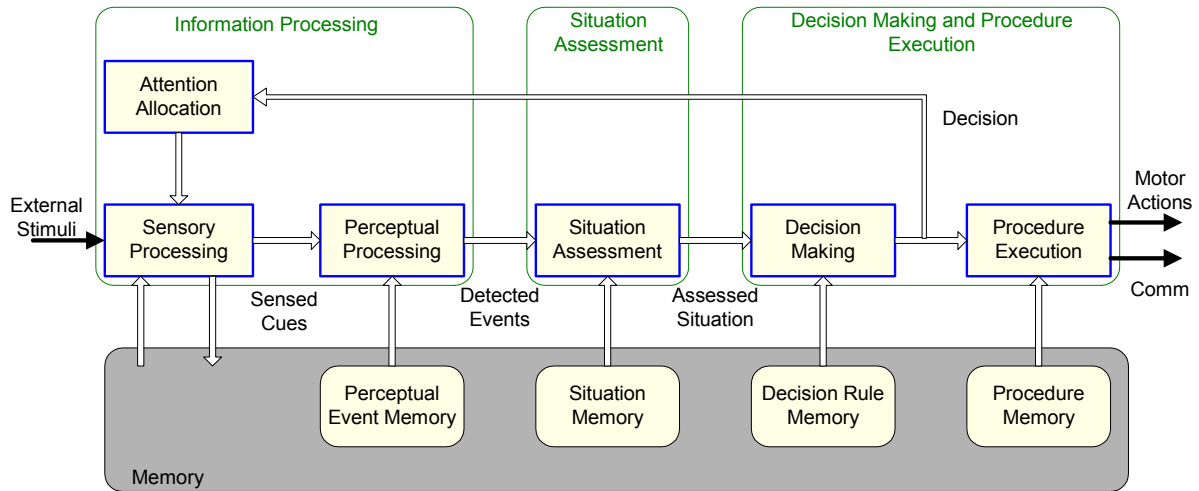 Information Processing
Situation
Assessment
Decision Making and Procedure
Execution
Attention
Allocation
Decision
External
Stimuli
Sensory
Processing
Perceptual
Processing
Situation
Assessment
Decision
Making
Procedure
Execution
Motor
Actions
Comm
Sensed
Cues
Detected
Events
Assessed
Situation
Perceptual
Event Memory
Situation
Memory
Decision Rule
Memory
Procedure
Memory
Memory